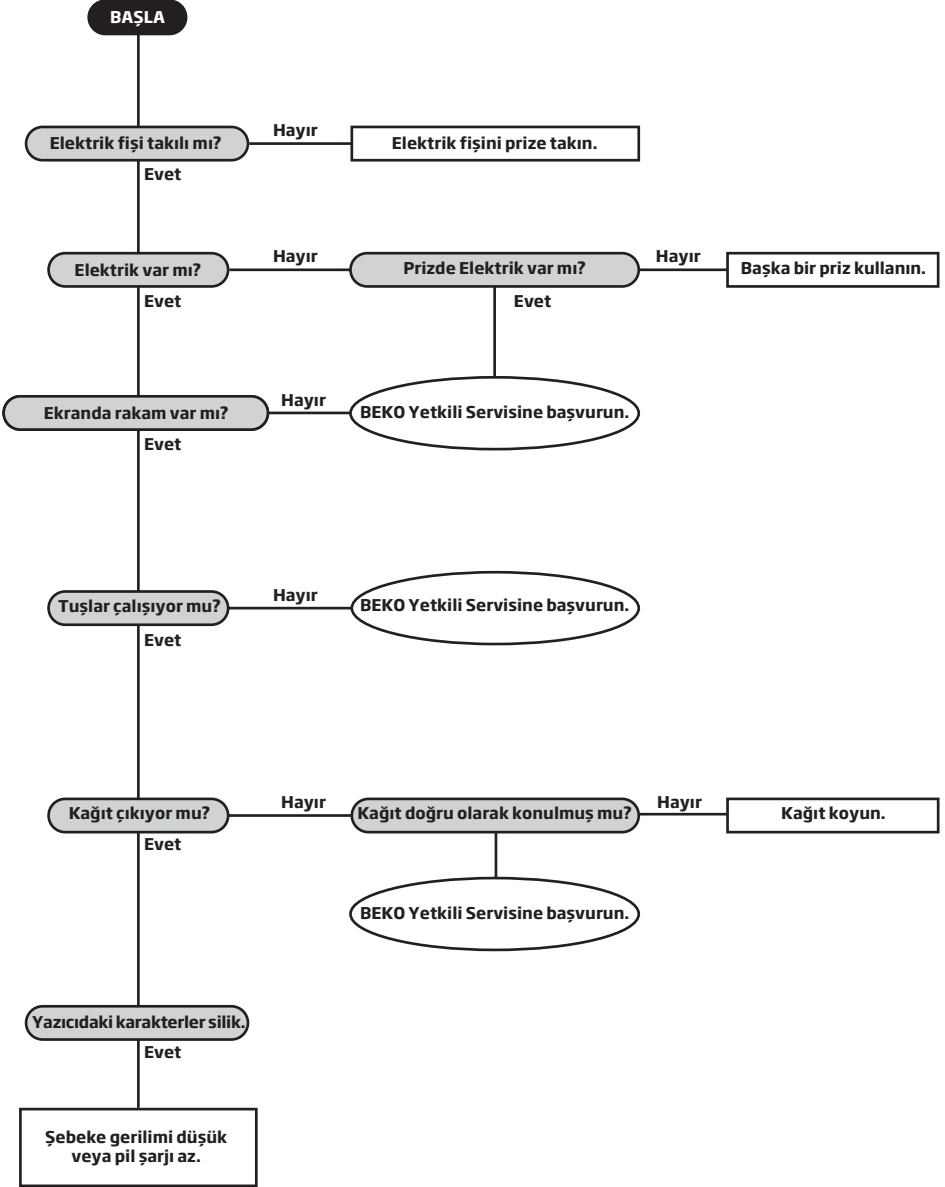 BAŞLA
Elektrik fişi takılı mı?
Hayır
Elektrik fişini prize takın.
Evet
Elektrik var mı?
Hayır
Prizde Elektrik var mı?
Hayır
Başka bir priz kullanın.
Evet
Evet
Ekranda rakam var mı?
Hayır
BEKO Yetkili Servisine başvurun.
Evet
Tuşlar çalışıyor mu?
Hayır
BEKO Yetkili Servisine başvurun.
Evet
Kağıt çıkıyor mu?
Hayır
Kağıt doğru olarak konulmuş mu?
Hayır
Kağıt koyun.
Evet
BEKO Yetkili Servisine başvurun.
Yazıcıdaki karakterler silik.
Evet
Şebeke gerilimi düşük
veya pil şarjı az.